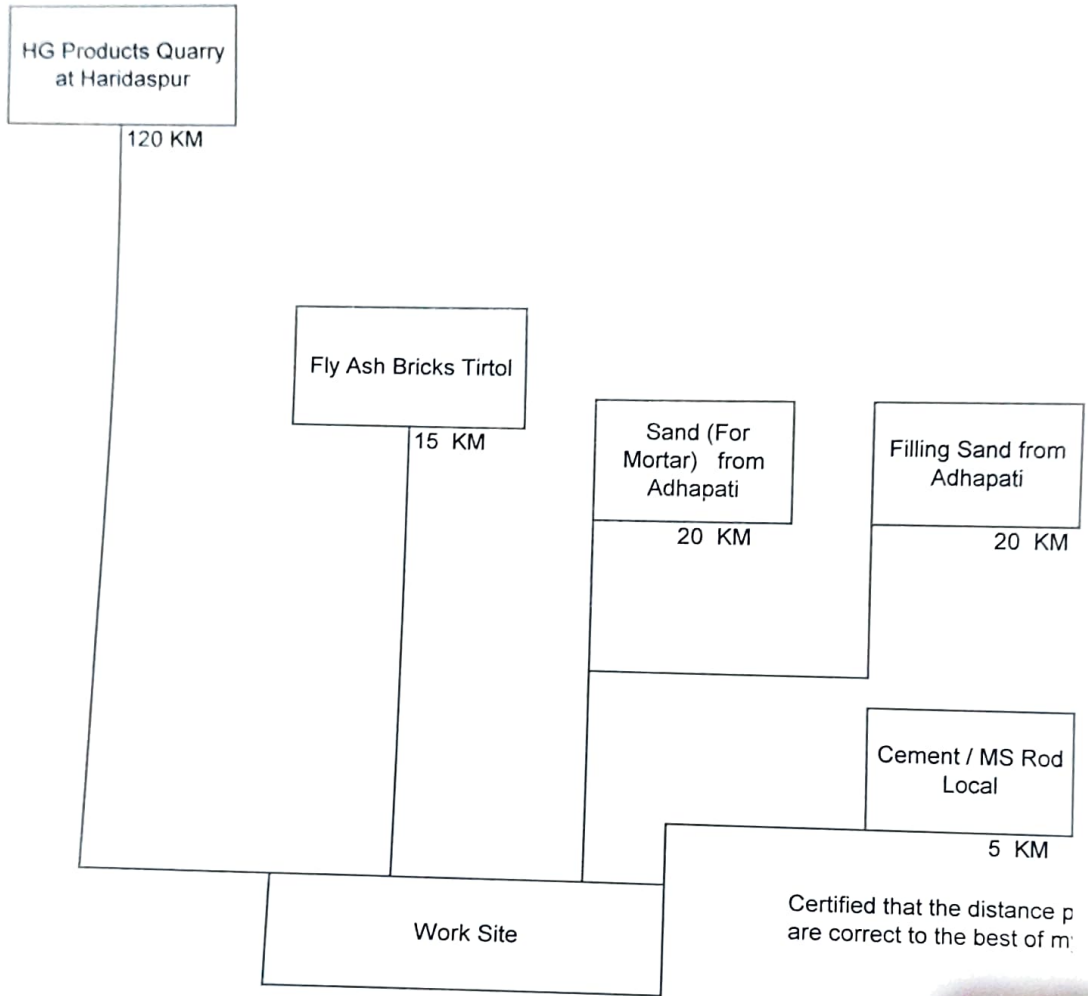 HG Products Quarry
at Haridaspur
120 KM
Fly Ash Bricks Tirtol
15 KM
Sand (For
Mortar) from
Adhapati
20 KM
Filling Sand from
Adhapati
20 KM
Cement / MS Rod
Local
5 KM
Work Site
Certified that the distance
are correct to the best of